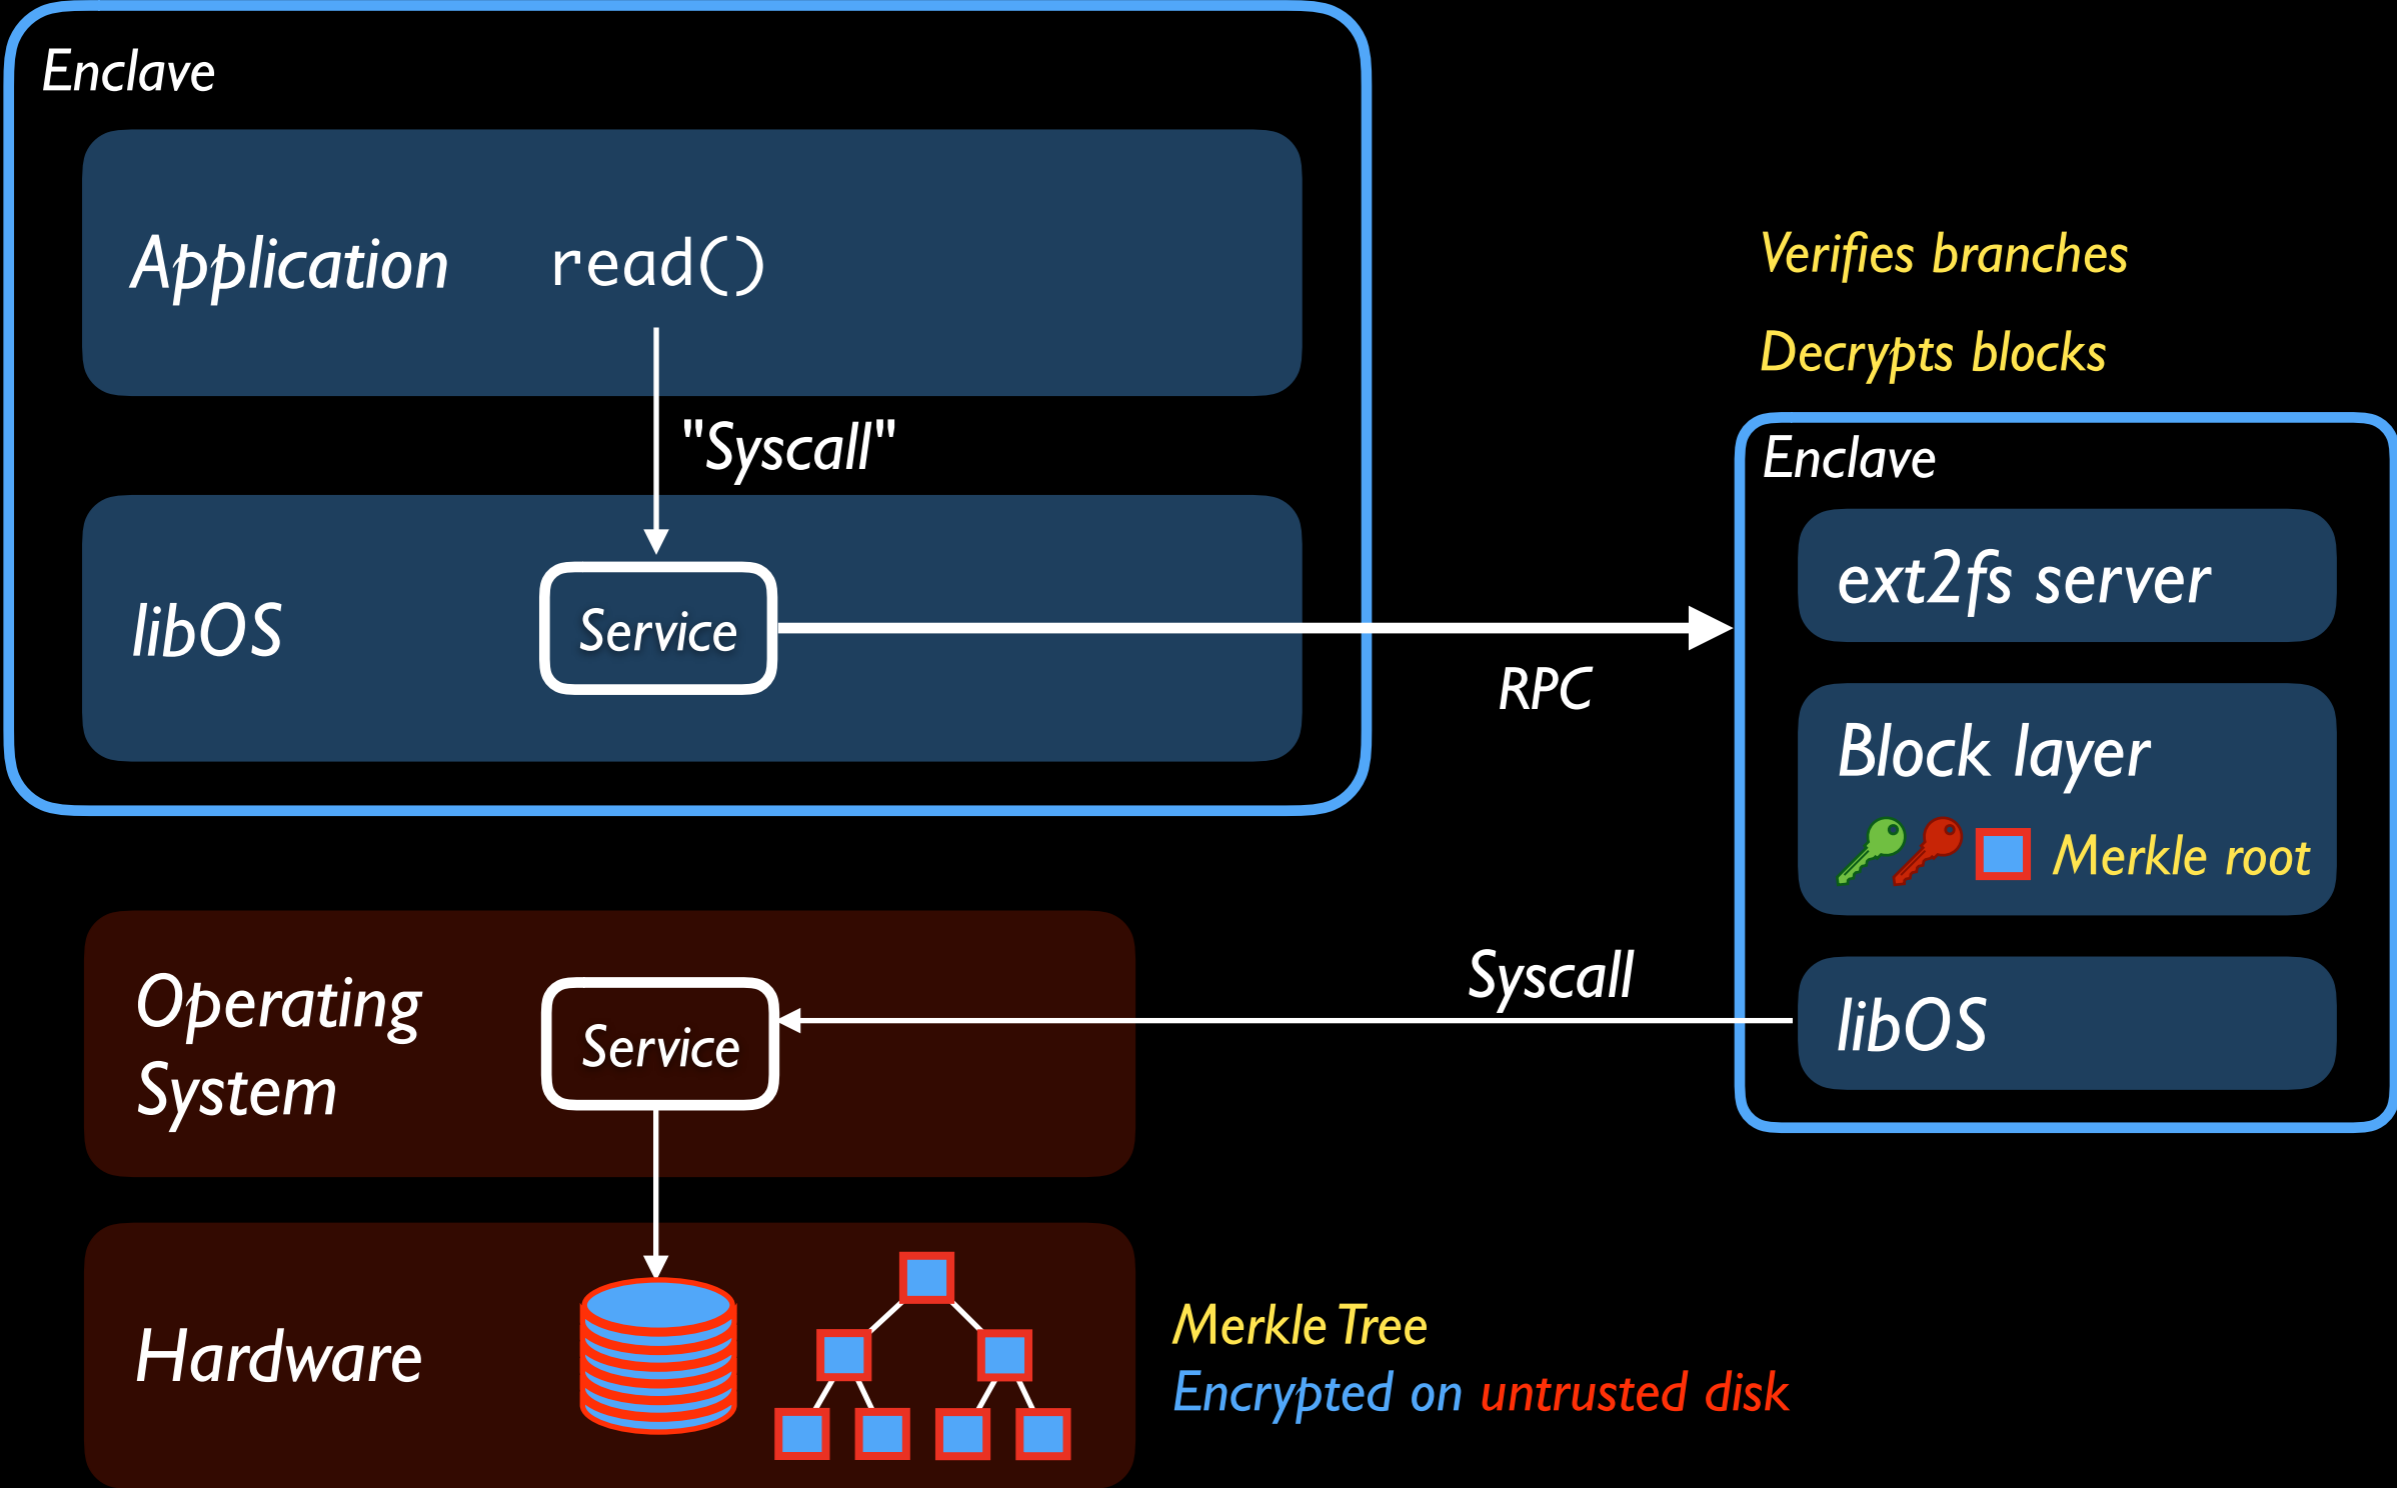 Enclave
Application read()
"Syscall"
libOS Service
RPC
Verifies branches
Decrypts blocks
Enclave
ext2fs server
Block layer
Merkle root
libOS
Syscall
Operating
System
Service
Hardware
Merkle Tree
Encrypted on untrusted disk